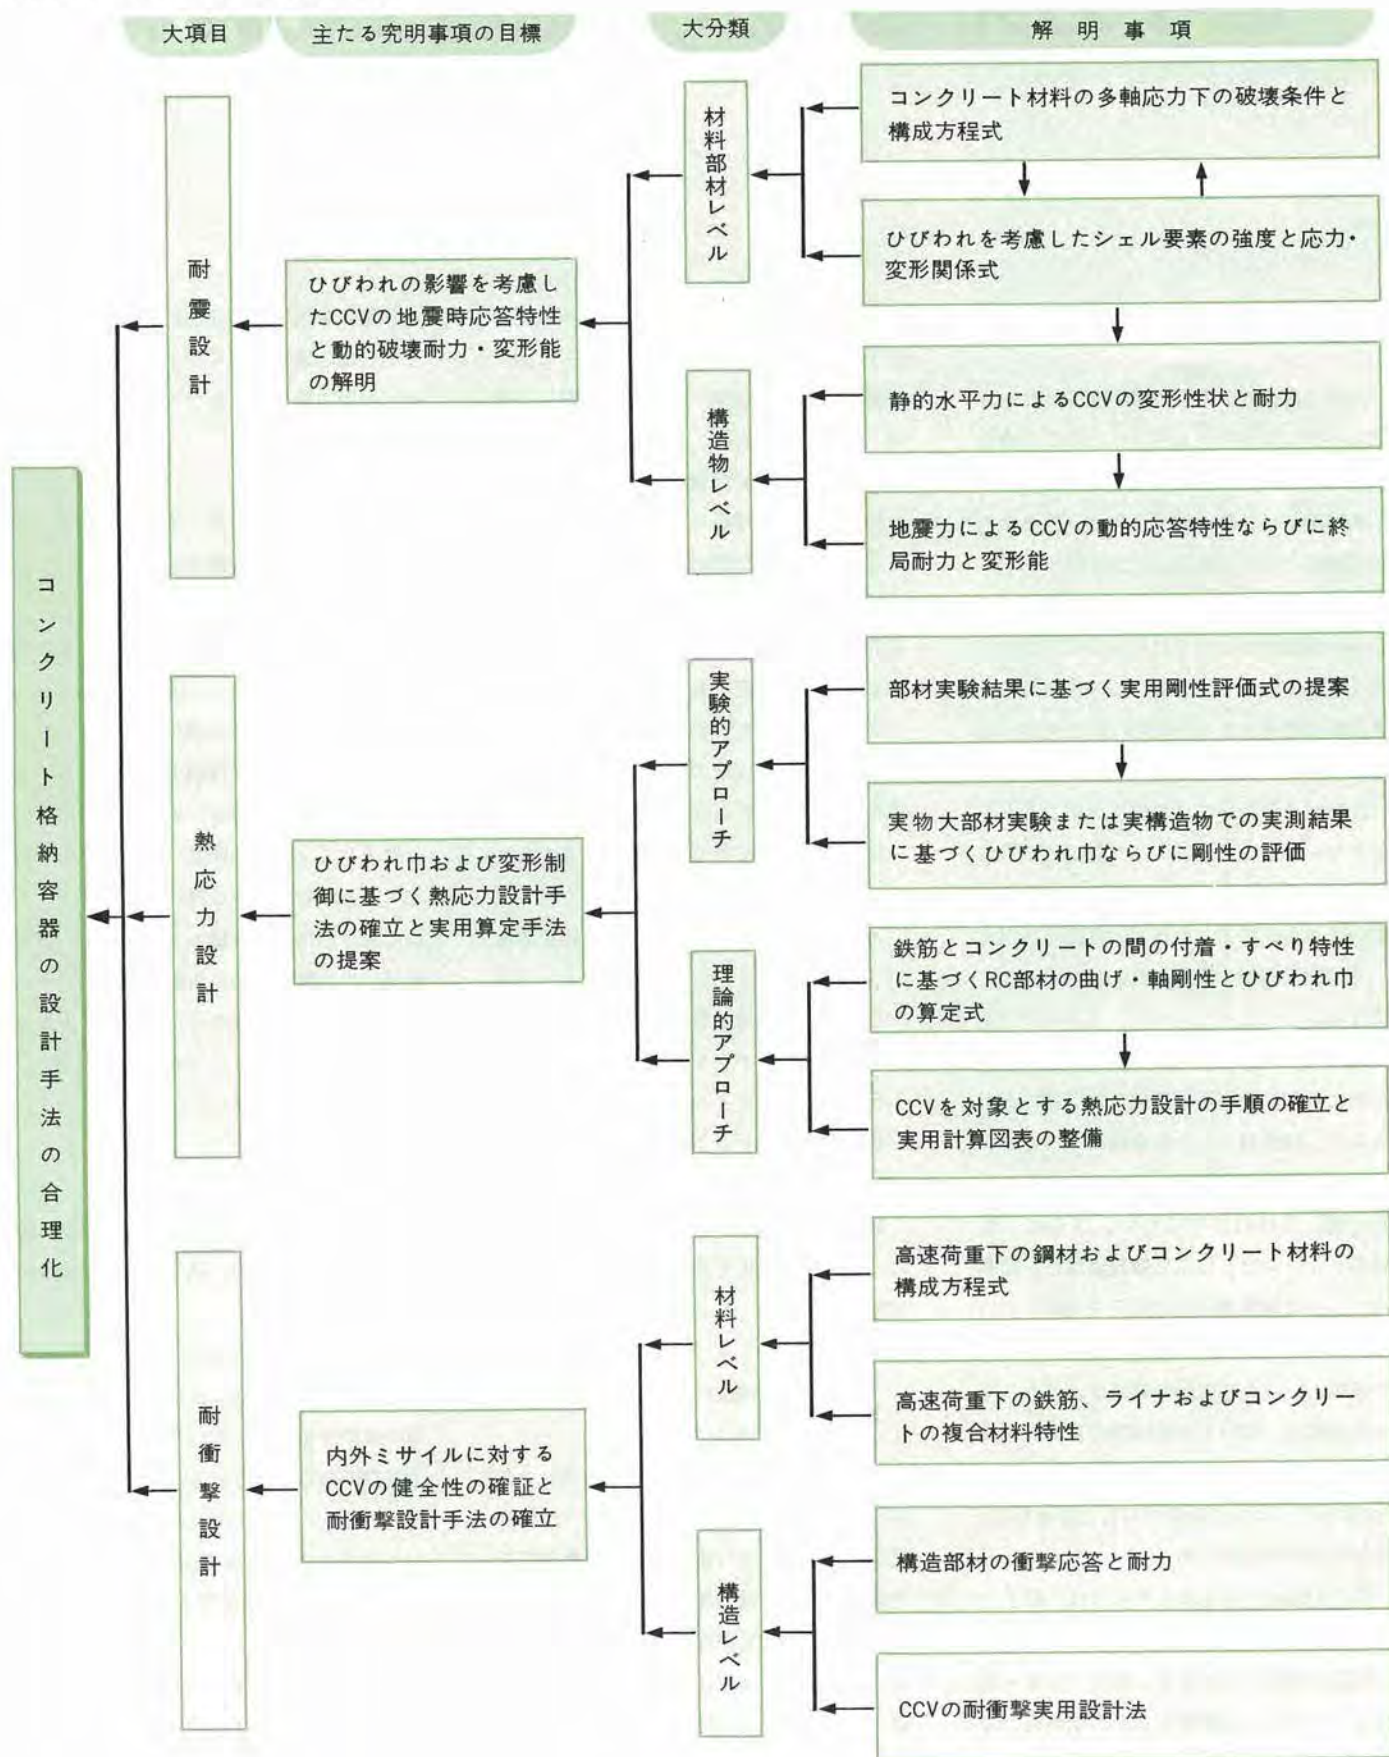 大項目
主たる究明事項の目標
大分類
解明事項
コンクリート格納容器の設計手法の合理化
耐震設計
ひびわれの影響を考慮し
たCCVの地震時応答特性
と動的破壊耐力・変形能
の解明
材料部材レベル
コンクリート材料の多軸応力下の破壊条件と
構成方程式
ひびわれを考慮したシェル要素の強度と応力・
変形関係式
構造物レベル
静的水平力によるCCVの変形性状と耐力
地震力によるCCVの動的応答特性ならびに終
局耐力と変形能
熱応力設計
ひびわれ巾および変形制
御に基づく熱応力設計手
法の確立と実用算定手法
の提案
実験的アプローチ
部材実験結果に基づく実用剛性評価式の提案
実物大部材実験または実構造物での実測結果
に基づくひびわれ巾ならびに剛性の評価
理論的アプローチ
鉄筋とコンクリートの間の付着・すべり特性
に基づくRC部材の曲げ・軸剛性とひびわれ巾
の算定式
CCVを対象とする熱応力設計の手順の確立と
実用計算図表の整備
耐衝撃設計
内外ミサイルに対する
CCVの健全性の確証と
耐衝撃設計手法の確立
材料レベル
高速荷重下の鋼材およびコンクリート材料の
構成方程式
高速荷重下の鉄筋、ライナおよびコンクリー
トの複合材料特性
構造レベル
構造部材の衝撃応答と耐力
CCVの耐衝撃実用設計法